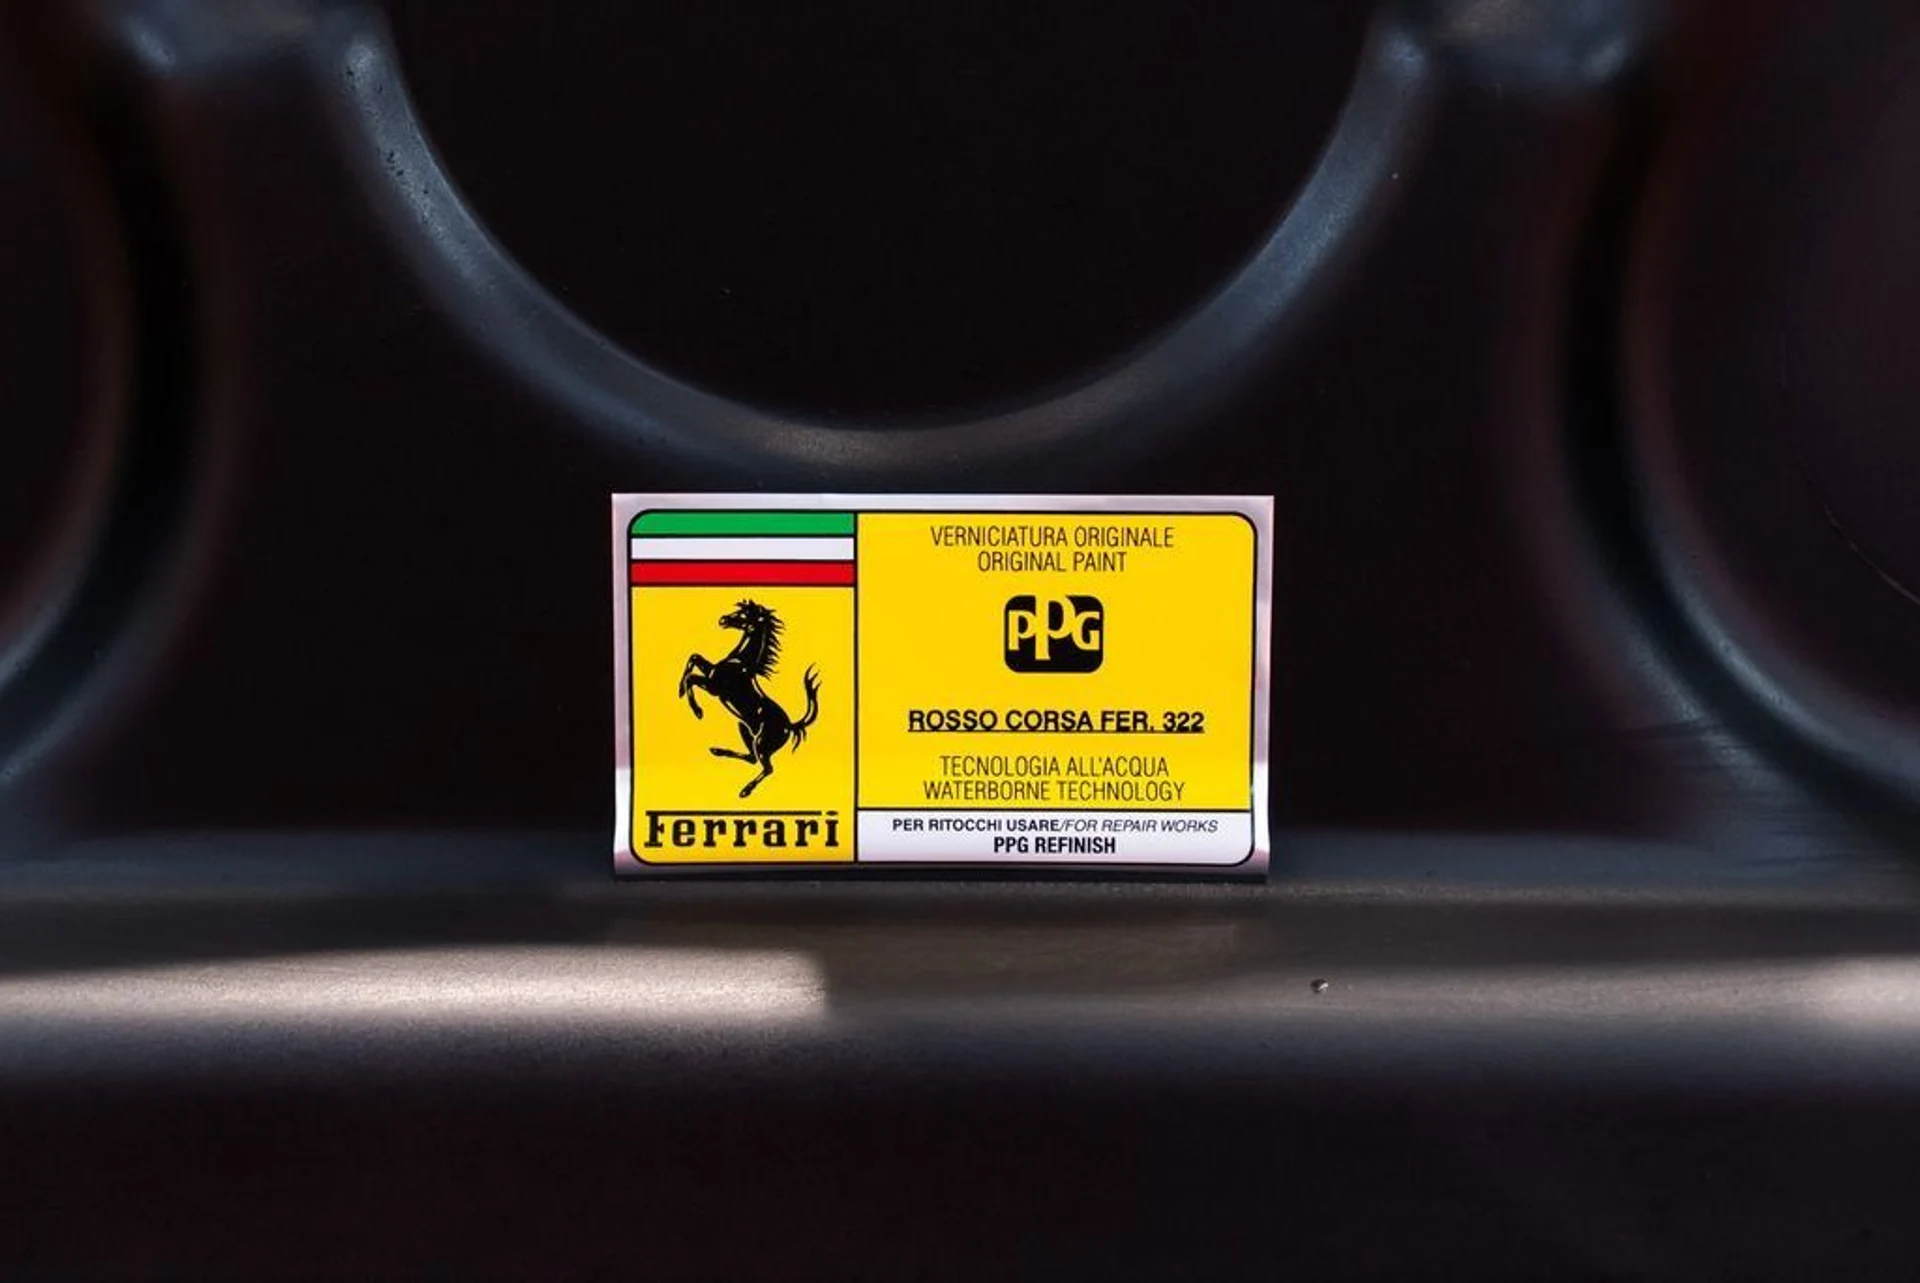 Ferrari
VERNICIATURA ORIGINALE
ORIGINAL PAINT
PPG
ROSSO CORSA FER. 322
TECNOLOGIA ALL'ACQUA
WATERBORNE TECHNOLOGY
PER RITOCCHI USARE/FOR REPAIR WORKS
PPG REFINISH